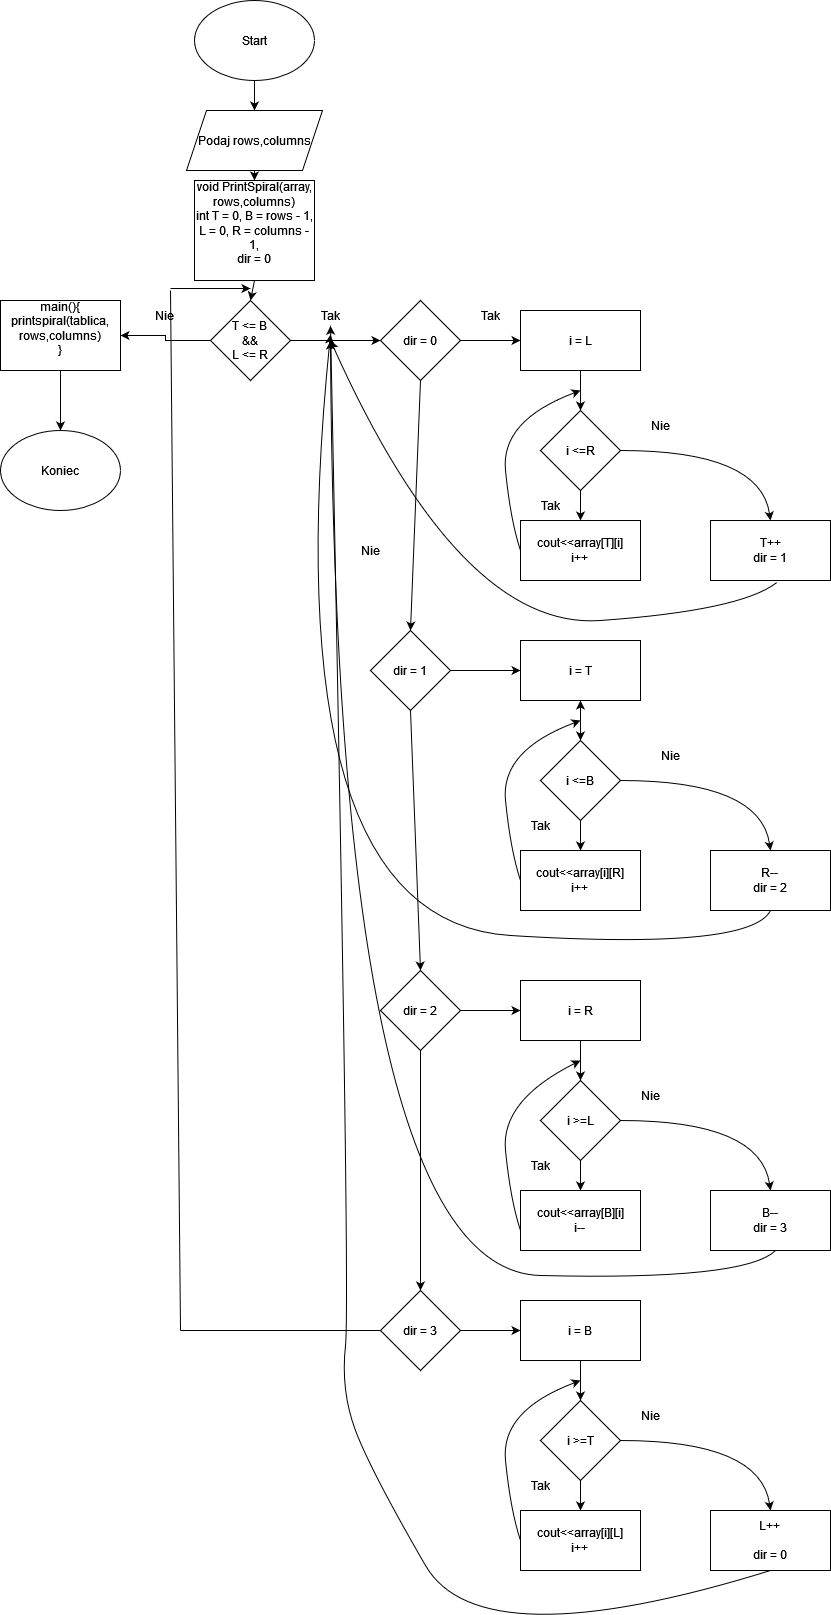 Start
Podaj rows,columns
void PrintSpiral(array,
rows,columns)
int T = 0, B = rows - 1,
L = 0, R = columns -
1,
dir = 0
main(){
printspiral(tablica,
rows,columns)
}
Nie
T <= B
&&
L <= R
Tak
dir = 0
Tak
i = L
Koniec
i <=R
Nie
Tak
cout<<array[T][i]
i++
T++
dir = 1
Nie
dir = 1
i = T
i <=B
Nie
Tak
cout<<array[i][R]
i++
R--
dir = 2
dir = 2
i = R
i >=L
Nie
Tak
cout<<array[B][i]
i--
B--
dir = 3
dir = 3
i = B
i >=T
Nie
Tak
cout<<array[i][L]
i++
L++
dir = 0